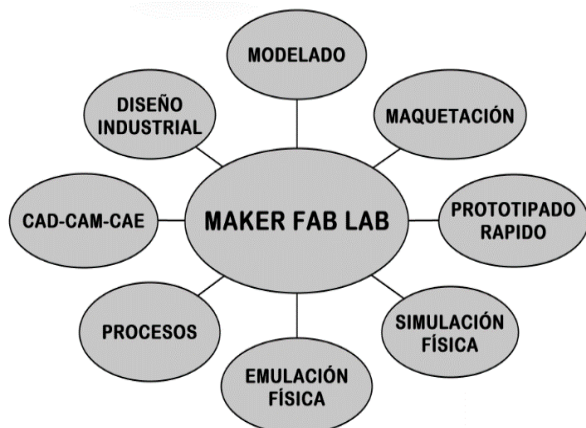 MODELADO
DISEÑO
INDUSTRIAL
MAQUETACIÓN
CAD-CAM-CAE
MAKER FAB LAB
PROTOTIPADO
RAPIDO
PROCESOS
SIMULACIÓN
FÍSICA
EMULACIÓN
FÍSICA